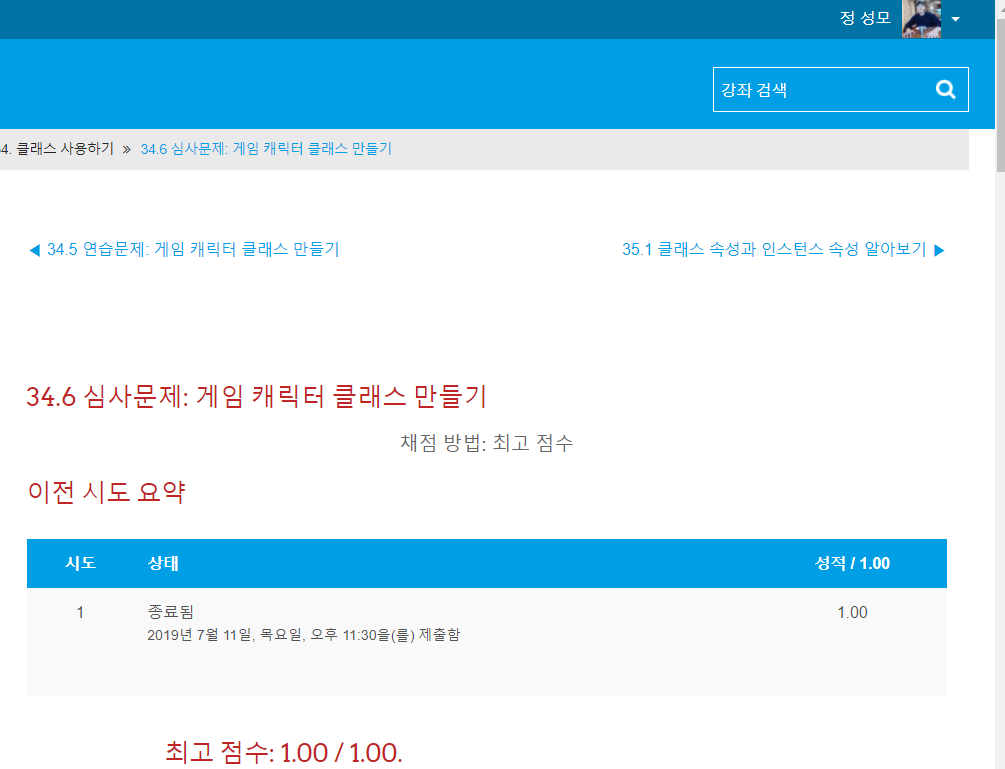 정 성모
강좌 검색
4. 클래스 사용하기 » 34.6 심사문제: 게임 캐릭터 클래스 만들기
◀ 34.5 연습문제: 게임 캐릭터 클래스 만들기 35.1 클래스 속성과 인스턴스 속성 알아보기 ▶
34.6 심사문제: 게임 캐릭터 클래스 만들기
채점 방법: 최고 점수
이전 시도 요약
시도 상태 성적 / 1.00
1 종료됨 1.00
2019년 7월 11일, 목요일, 오후 11:30을(를) 제출함
최고 점수: 1.00 / 1.00.